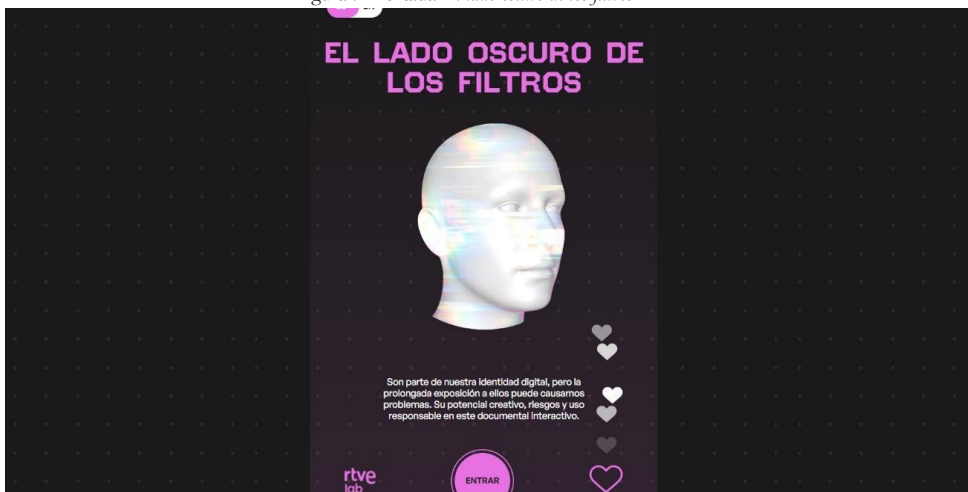 EL LADO OSCURO DE
LOS FILTROS
Son parte de nuestra identidad digital, pero la
prolongada exposición a ellos puede causarnos
problemas. Su potencial creativo, riesgos y uso
responsable en este documental interactivo.
rtve
lab
ENTRAR